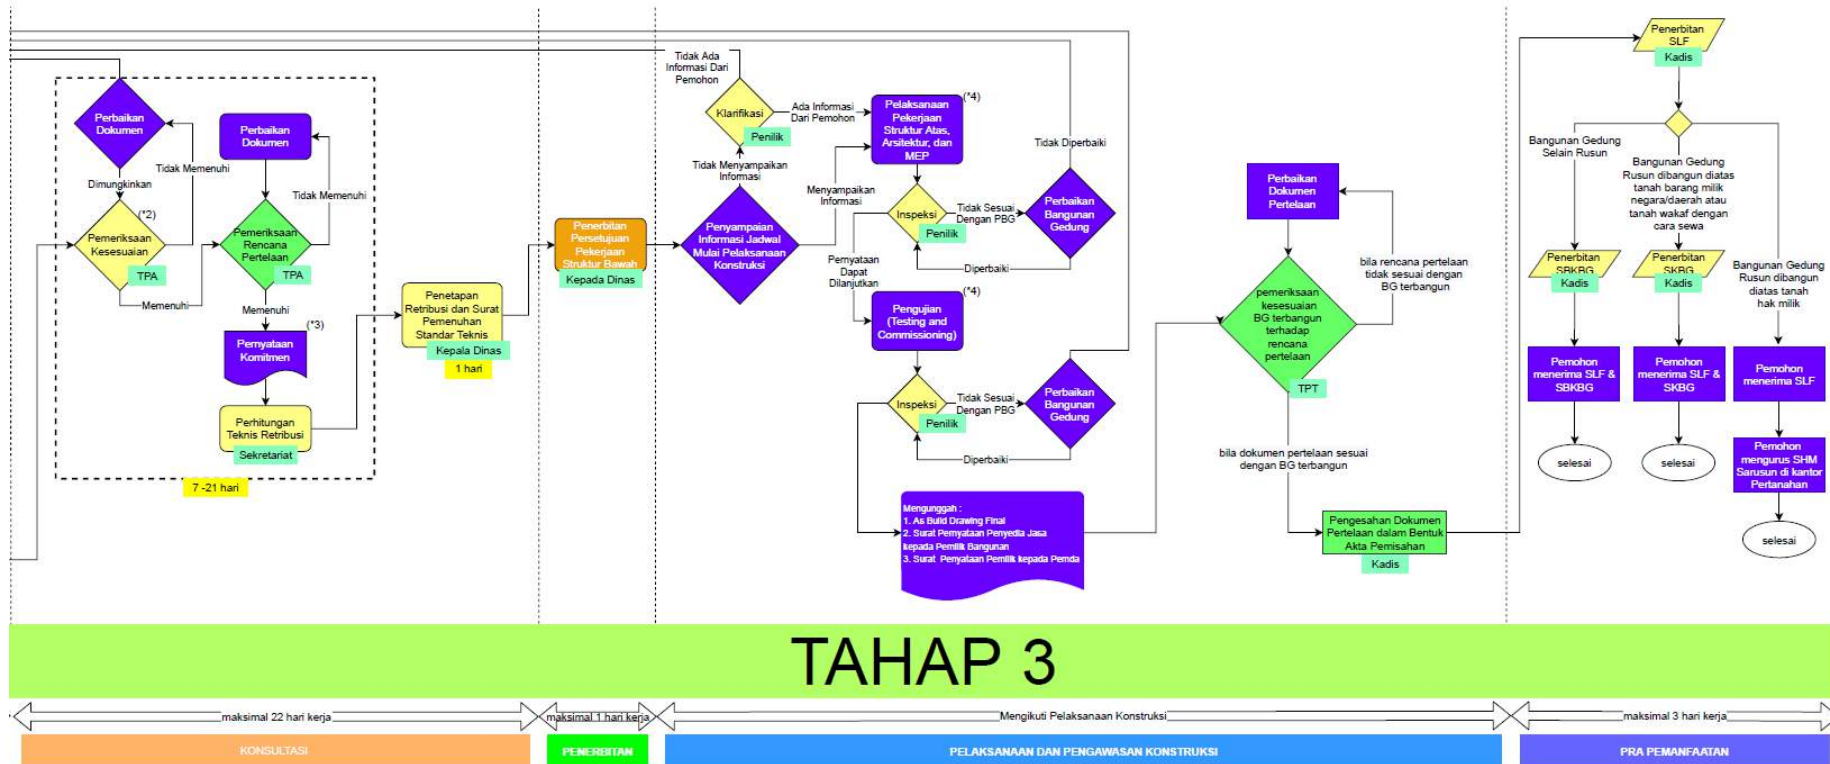 Perbaikan
Dokumen
Dimungkinkan
Tidak Memenuhi
(*2)
Pemeriksaan
Kesesuaian
TPA
Memenuhi
Perbaikan
Dokumen
Tidak Memenuhi
Pemeriksaan
Rencana
Pertelaan
TPA
Memenuhi
(*3)
Pernyataan
Komitmen
Perhitungan
Teknis Retribusi
Sekretariat
7 -21 hari
Penetapan
Retribusi dan Surat
Pemenuhan
Standar Teknis
Kepala Dinas
1 hari
Penerbitan
Persetujuan
Pekerjaan
Struktur Bawah
Kepada Dinas
Tidak Ada
Informasi Dari
Pemohon
Klarifikasi
Penilik
Ada Informasi
Dari Pemohon
Tidak Menyampaikan
Informasi
Penyampaian
Informasi Jadwal
Mulai Pelaksanaan
Konstruksi
Menyampaikan
Informasi
(*4)
Pelaksanaan
Pekerjaan
Struktur Atas,
Arsitektur, dan
MEP
Inspeksi
Penilik
Tidak Sesuai
Dengan PBG
Tidak Diperbaiki
Perbaikan
Bangunan
Gedung
Diperbaiki
Pernyataan
Dapat
Dilanjutkan
(*4)
Pengujian
(Testing and
Commissioning)
Inspeksi
Penilik
Tidak Sesuai
Dengan PBG
Perbaikan
Bangunan
Gedung
Diperbaiki
Mengunggah :
1. As Build Drawing Final
2. Surat Pernyataan Penyedia Jasa
kepada Pemilik Bangunan
3. Surat Penyataan Pemilik kepada Pemda
Perbaikan
Dokumen
Pertelaan
bila rencana pertelaan
tidak sesuai dengan
BG terbangun
pemeriksaan
kesesuaian
BG terbangun
terhadap
rencana
pertelaan
TPT
bila dokumen pertelaan sesuai
dengan BG terbangun
Pengesahan Dokumen
Pertelaan dalam Bentuk
Akta Pemisahan
Kadis
Penerbitan
SLF
Kadis
Bangunan Gedung
Selain Rusun
Bangunan Gedung
Rusun dibangun diatas
tanah barang milik
negara/daerah atau
tanah wakaf dengan
cara sewa
Bangunan Gedung
Rusun dibangun
diatas tanah
hak milik
Penerbitan
SBKBG
Kadis
Penerbitan
SKBG
Kadis
Pemohon
menerima SLF &
SBKBG
Pemohon
menerima SLF &
SKBG
Pemohon
menerima SLF
selesai
selesai
Pemohon
mengurus SHM
Sarusun di kantor
Pertanahan
selesai
TAHAP 3
maksimal 22 hari kerja
maksimal 1 hari kerja
Mengikuti Pelaksanaan Konstruksi
maksimal 3 hari kerja
KONSULTASI
PENERBITAN
PELAKSANAAN DAN PENGAWASAN KONSTRUKSI
PRA PEMANFAATAN